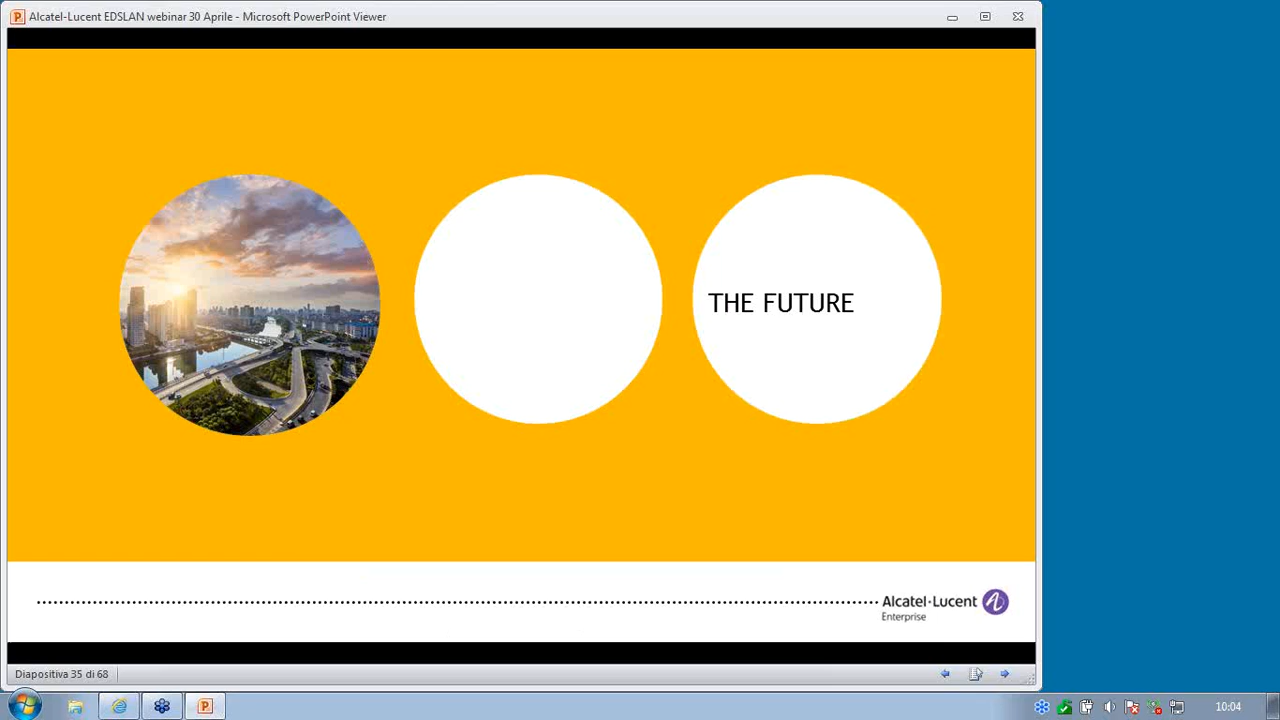 Alcatel-Lucent EDSLAN webinar 30 Aprile - Microsoft PowerPoint Viewer
THE FUTURE
Alcatel·Lucent
Enterprise
Diapositiva 35 di 68
10:04